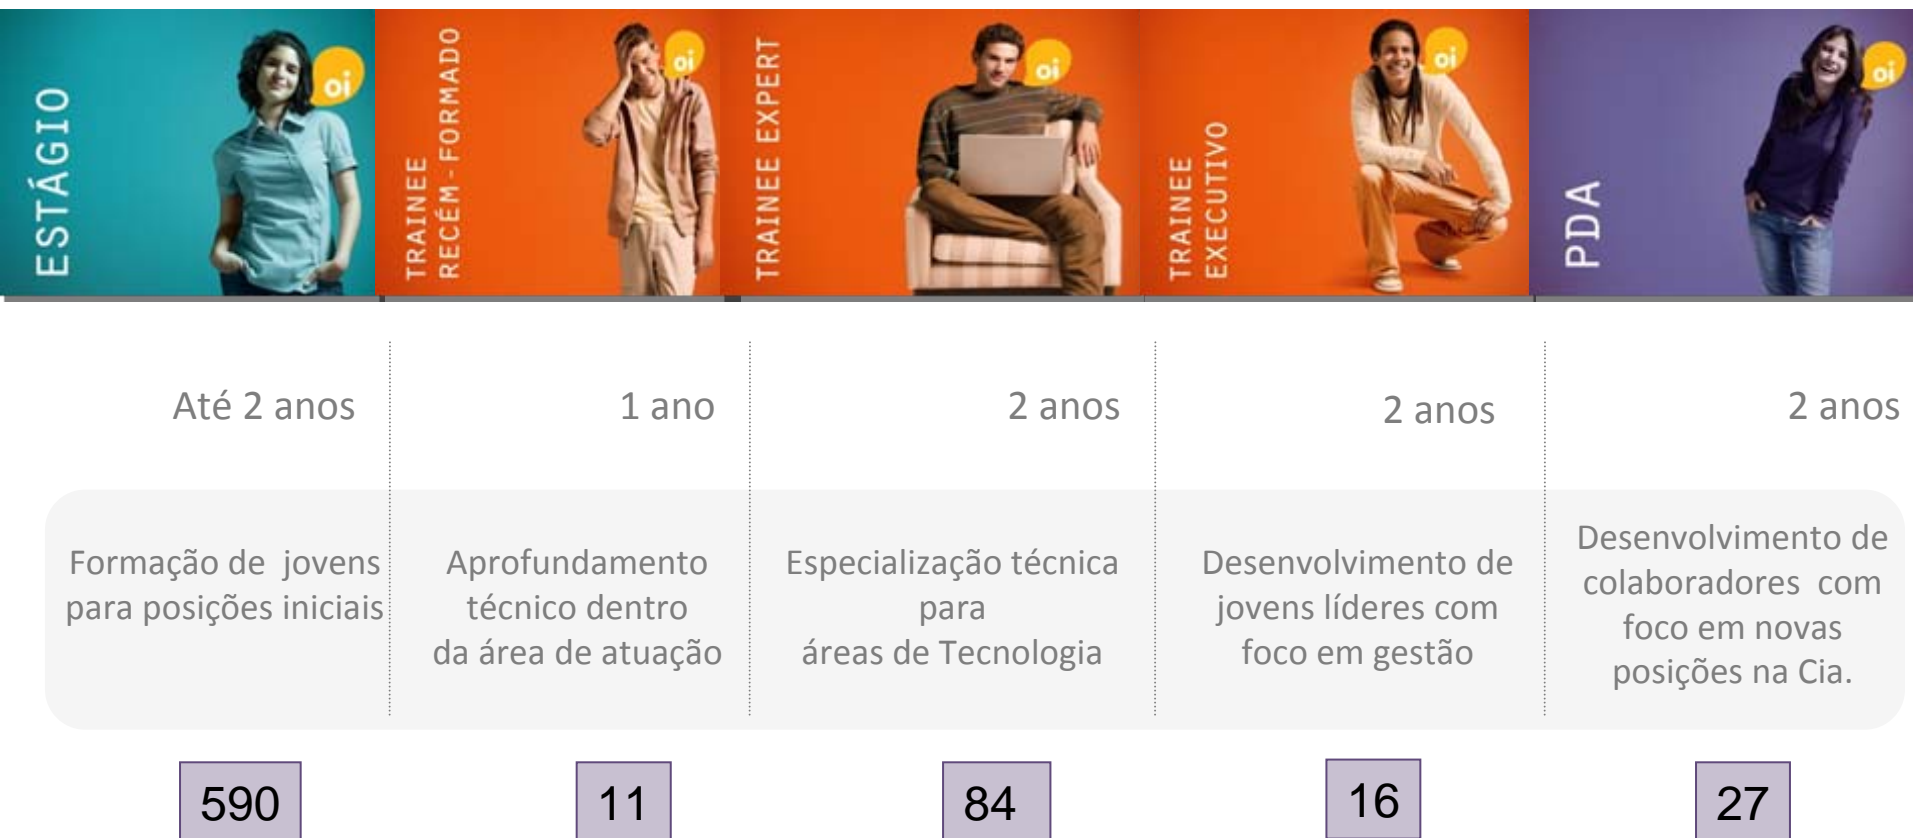 ESTÁGIO
oi
TRAINEE
RECÉM-FORMADO
oi
TRAINEE EXPERT
oi
TRAINEE
EXECUTIVO
oi
PDA
oi
Até 2 anos
1 ano
2 anos
2 anos
2 anos
Formação de jovens
para posições iniciais
Aprofundamento
técnico dentro
da área de atuação
Especialização técnica
para
áreas de Tecnologia
Desenvolvimento de
jovens líderes com
foco em gestão
Desenvolvimento de
colaboradores com
foco em novas
posições na Cia.
590
11
84
16
27